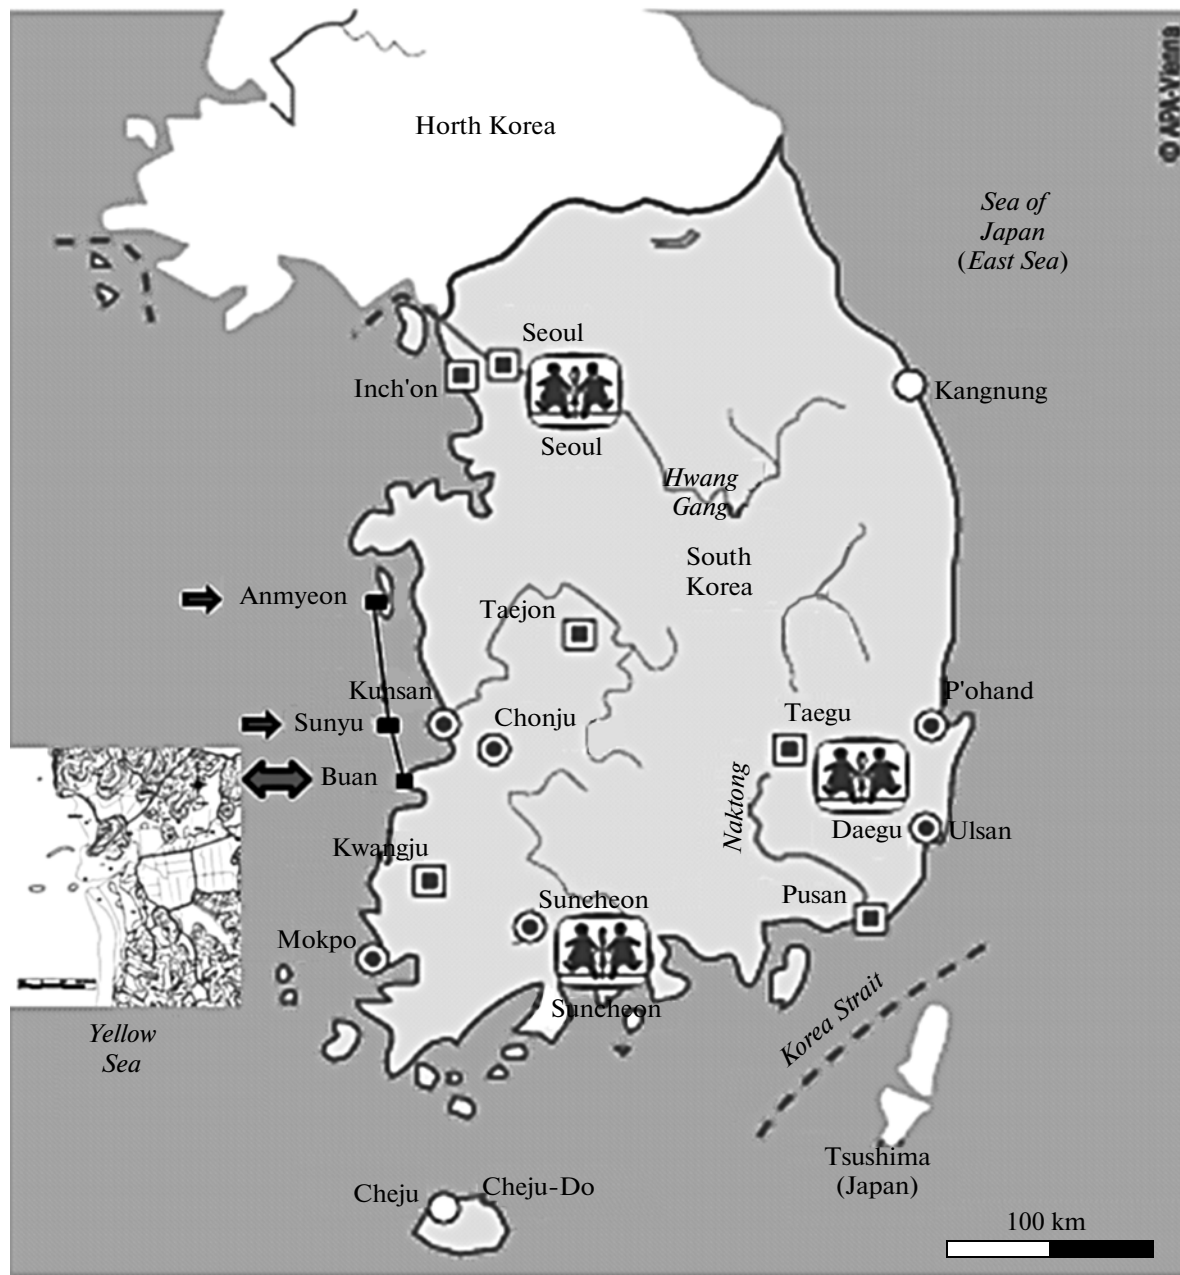 © APA-Vienna
Horth Korea
Sea of
Japan
(East Sea)
Seoul
Inch'on
Kangnung
Seoul
Hwang
Gang
South
Korea
Anmyeon
Taejon
Kunsan
P'ohand
Sunyu
Chonju
Taegu
Buan
Naktong
Daegu
Ulsan
Kwangju
Pusan
Suncheon
Mokpo
Suncheon
Korea Strait
Yellow
Sea
Tsushima
(Japan)
Cheju
Cheju-Do
100 km